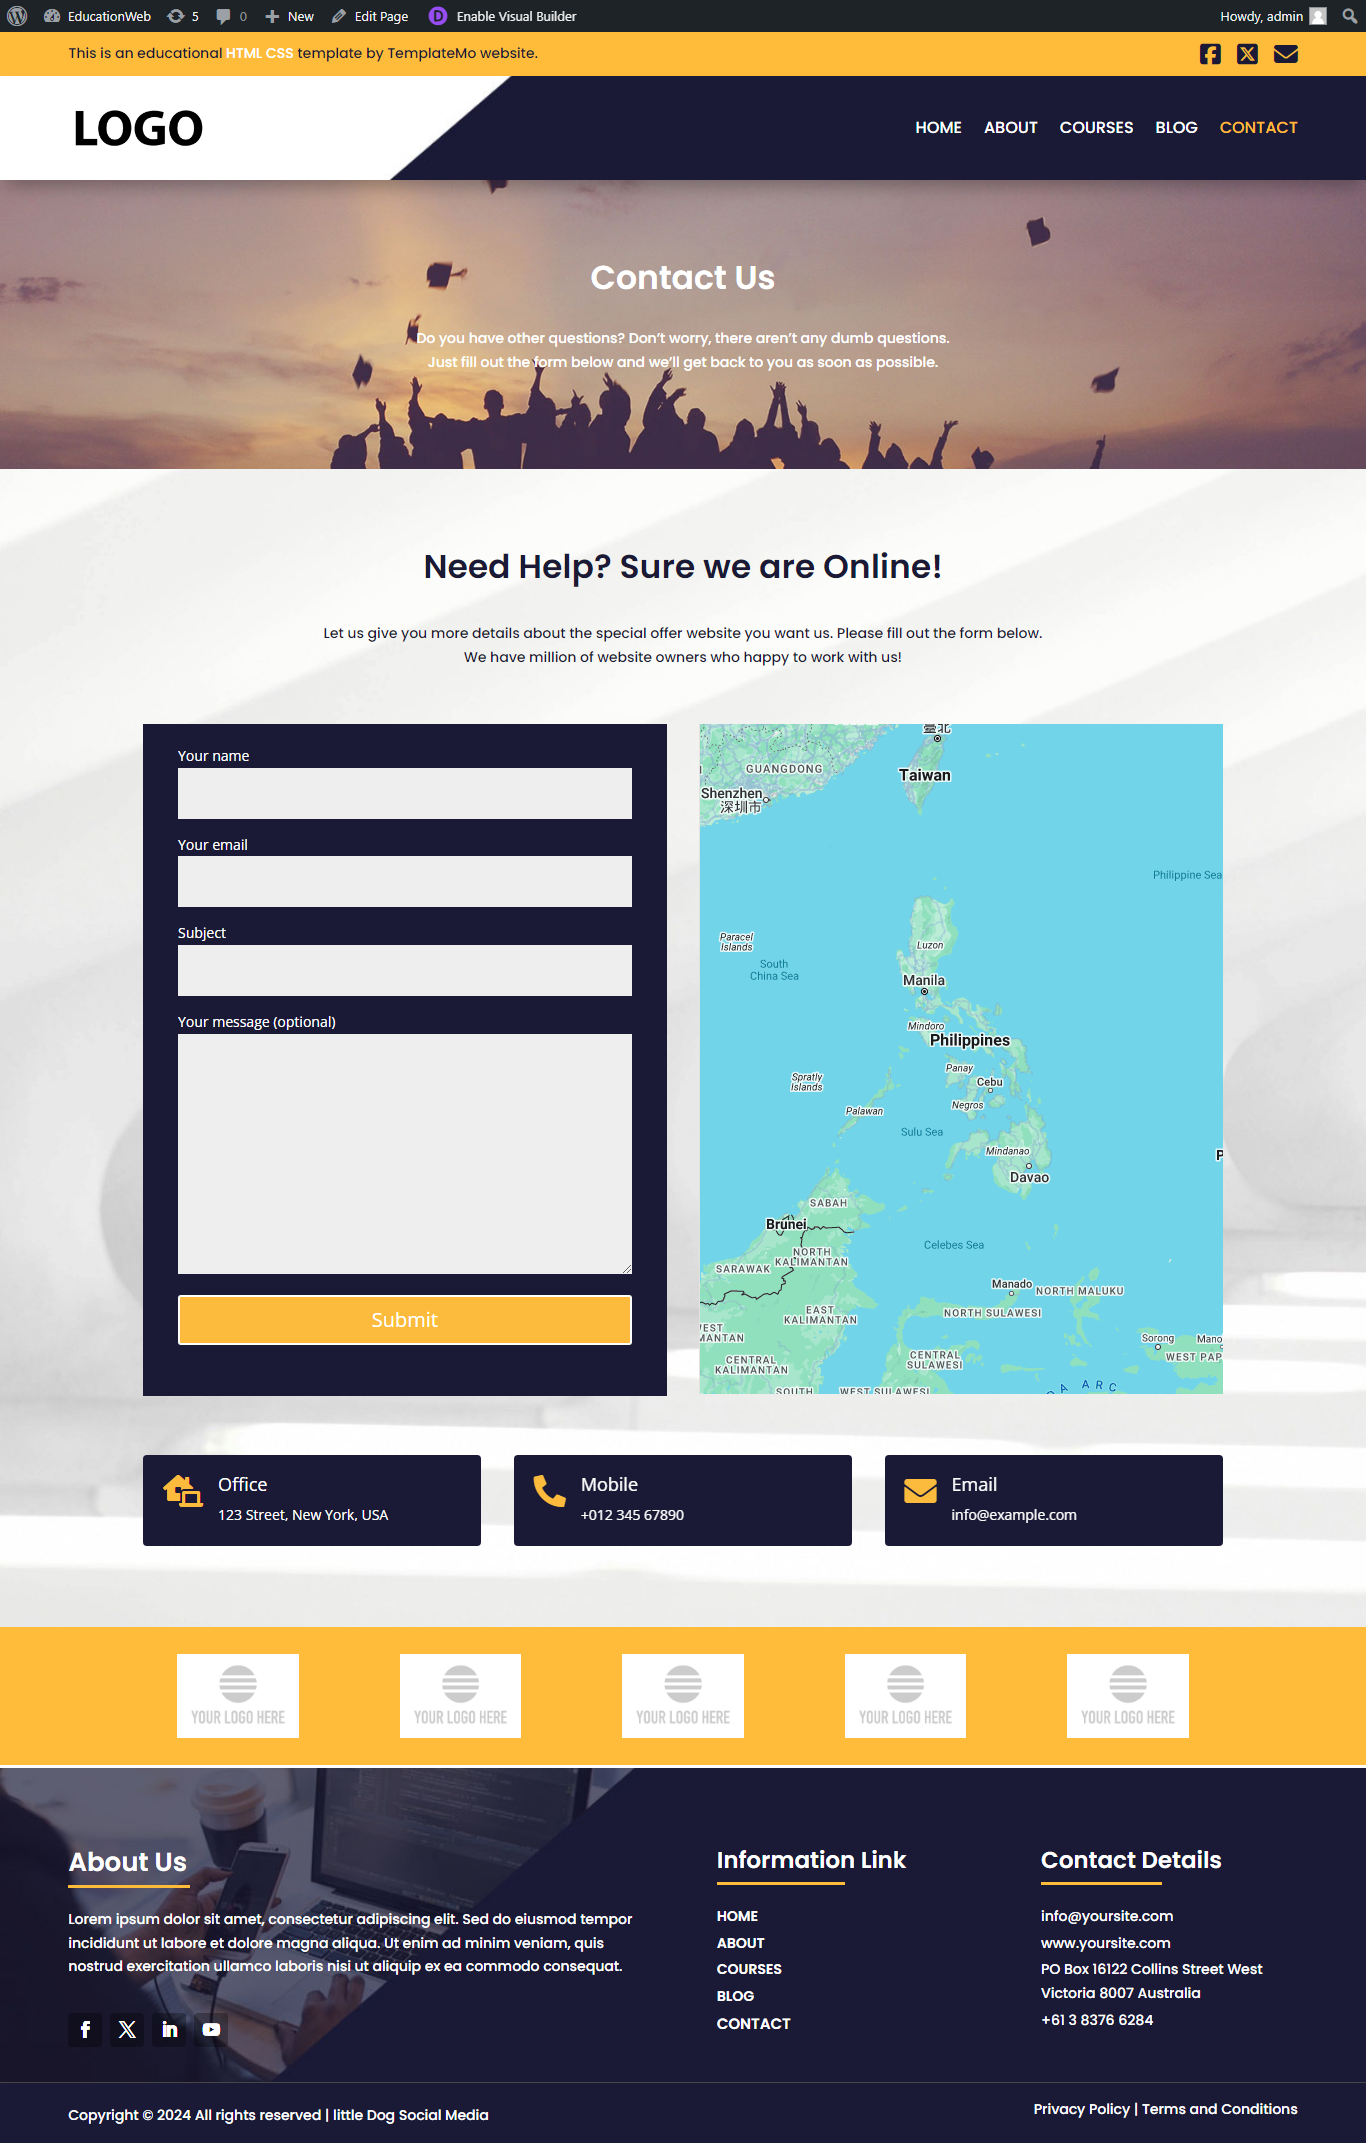 EducationWeb 5 0 New Edit Page Enable Visual Builder Howdy, admin
This is an educational HTML CSS template by TemplateMo website.
LOGO
HOME ABOUT COURSES BLOG CONTACT
Contact Us
Do you have other questions? Don’t worry, there aren’t any dumb questions.
Just fill out the form below and we’ll get back to you as soon as possible.
Need Help? Sure we are Online!
Let us give you more details about the special offer website you want us. Please fill out the form below.
We have million of website owners who happy to work with us!
Your name
Your email
Subject
Your message (optional)
Submit
臺北
GUANGDONG
Taiwan
Shenzhen
深圳市
Philippine Sea
Paracel
Islands
Luzon
South
China Sea
Manila
Mindoro
Philippines
Panay
Spratly
Islands
Cebu
Negros
Palawan
Sulu Sea
Mindanao
P
Davao
SABAH
Brunei
Celebes Sea
NORTH
KALIMANTAN
SARAWAK
Manado
NORTH MALUKU
EAST
KALIMANTAN
NORTH SULAWESI
VEST
MANTAN
Sorong
Mano
WEST PAP
CENTRAL
KALIMANTAN
CENTRAL
SULAWESI
SOUTH
WEST SULAWESI
A ARC
Office
123 Street, New York, USA
Mobile
+012 345 67890
Email
info@example.com
YOUR LOGO HERE
YOUR LOGO HERE
YOUR LOGO HERE
YOUR LOGO HERE
YOUR LOGO HERE
About Us
Lorem ipsum dolor sit amet, consectetur adipiscing elit. Sed do eiusmod tempor
incididunt ut labore et dolore magna aliqua. Ut enim ad minim veniam, quis
nostrud exercitation ullamco laboris nisi ut aliquip ex ea commodo consequat.
Information Link
HOME
ABOUT
COURSES
BLOG
CONTACT
Contact Details
info@yoursite.com
www.yoursite.com
PO Box 16122 Collins Street West
Victoria 8007 Australia
+61 3 8376 6284
Copyright © 2024 All rights reserved | little Dog Social Media
Privacy Policy | Terms and Conditions